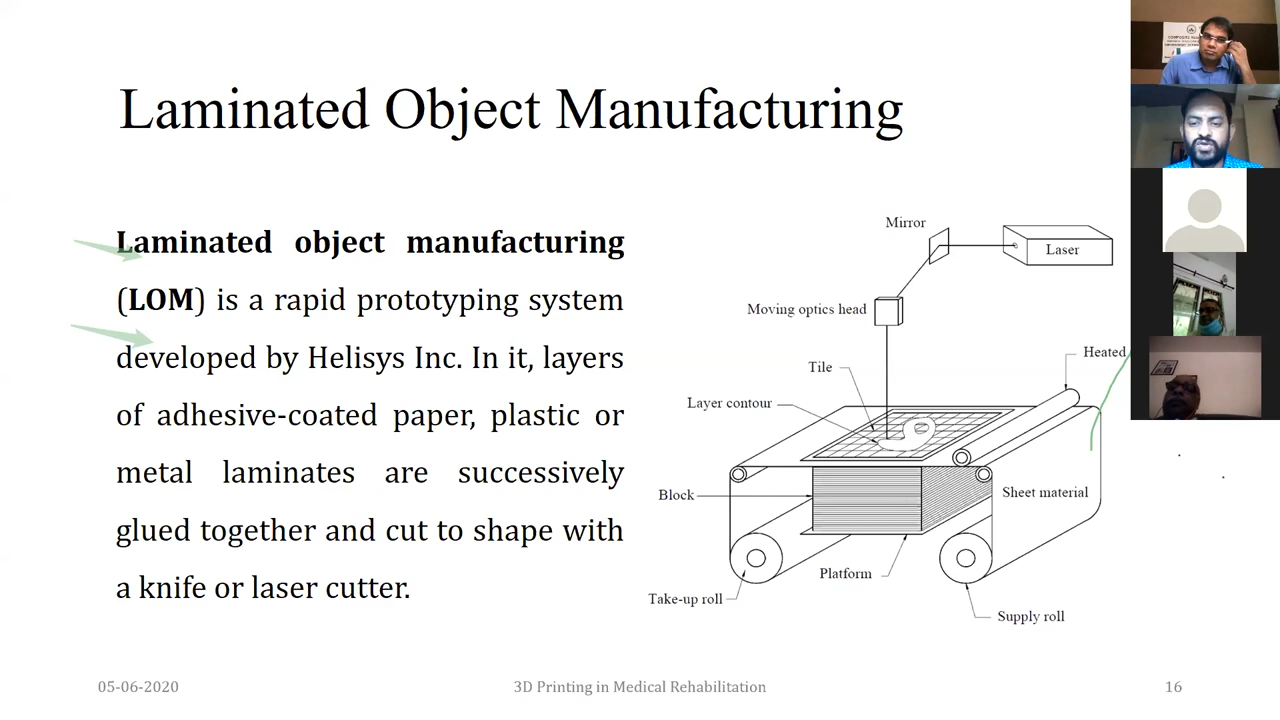 Laminated Object Manufacturing
Laminated object manufacturing
(LOM) is a rapid prototyping system
developed by Helisys Inc. In it, layers
of adhesive-coated paper, plastic or
metal laminates are successively
glued together and cut to shape with
a knife or laser cutter.
Mirror
Laser
Moving optics head
Tile
Heated
Layer contour
Block
Sheet material
Platform
Take-up roll
Supply roll
05-06-2020
3D Printing in Medical Rehabilitation
16